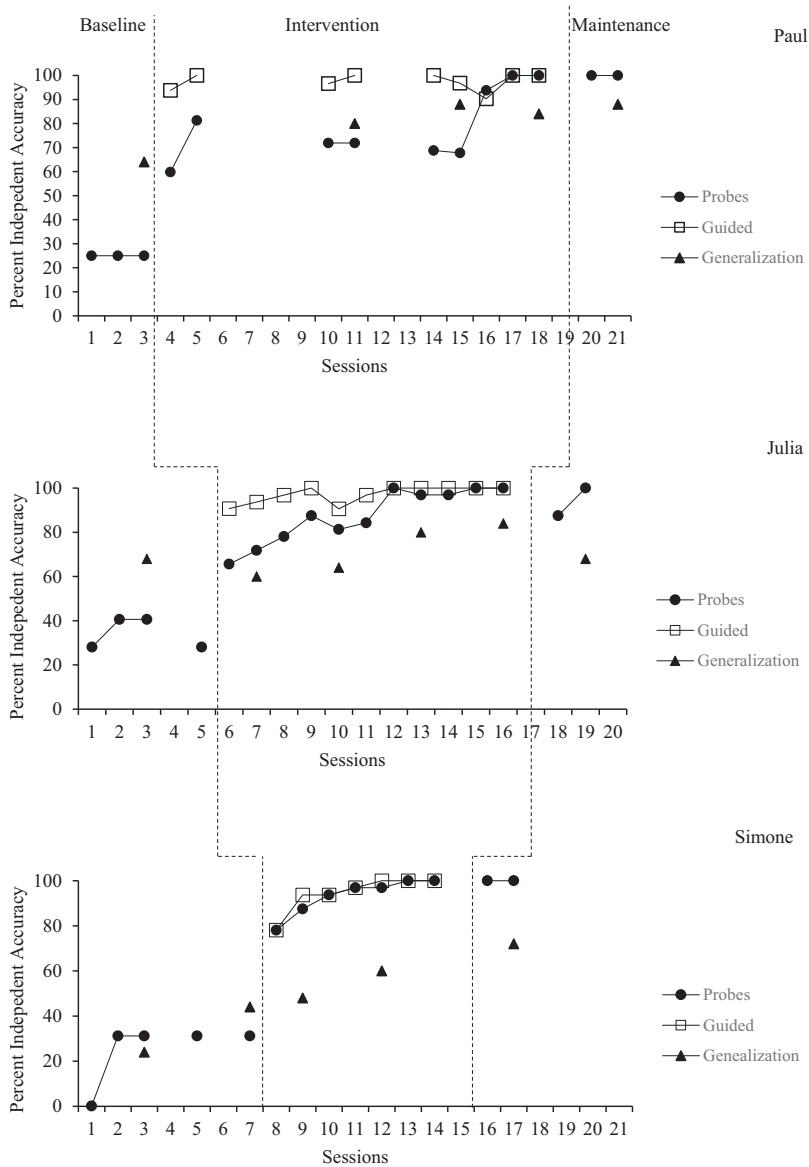 Baseline Intervention Maintenance
Paul
Percent Indepedent Accuracy
100
90
80
70
60
50
40
30
20
10
0
1 2 3 4 5 6 7 8 9 10 11 12 13 14 15 16 17 18 19 20 21
Sessions
Probes
Guided
Generalization
Julia
Percent Indepedent Accuracy
100
80
60
40
20
0
1 2 3 4 5 6 7 8 9 10 11 12 13 14 15 16 17 18 19 20
Sessions
Probes
Guided
Generalization
Simone
Percent Indepedent Accuracy
100
80
60
40
20
0
1 2 3 4 5 6 7 8 9 10 11 12 13 14 15 16 17 18 19 20 21
Sessions
Probes
Guided
Genealization